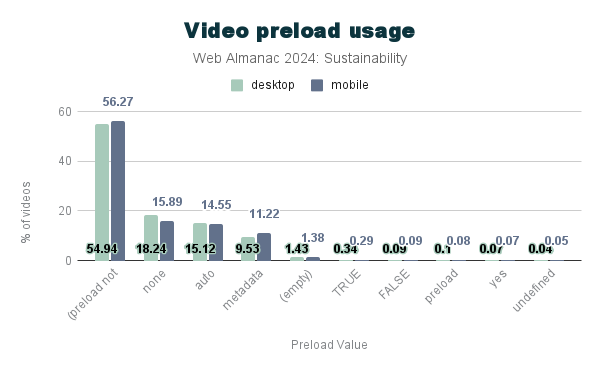 Video preload usage
Web Almanac 2024: Sustainability
desktop mobile
56.27
60
40
15.89 14.55
20
11.22
54.94 18.24 15.12 9.53 1.43 1.38 0.34 0.29 0.09 0.09 0.1 0.08 0.07 0.07 0.04 0.05
0
% of videos
(preload not none auto metadata (empty) TRUE FALSE preload yes undefined
Preload Value